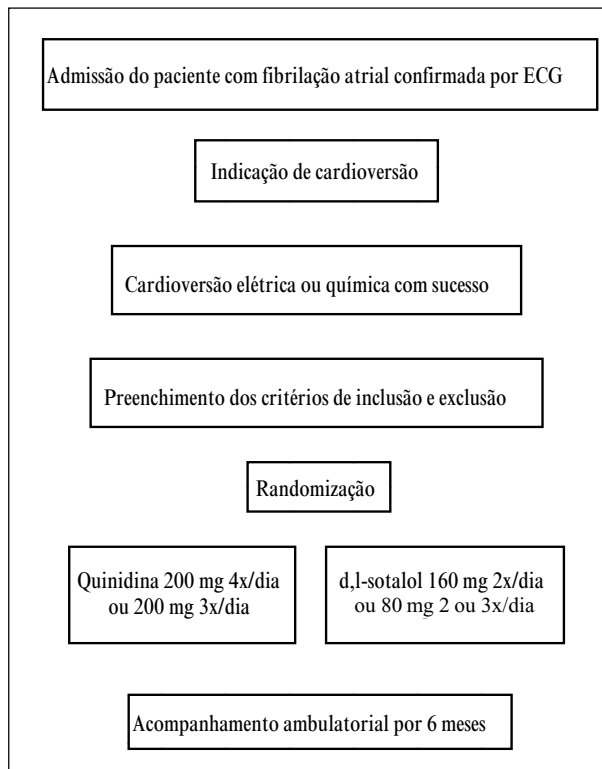 Admissão do paciente com fibrilação atrial confirmada por ECG
Indicação de cardioversão
Cardioversão elétrica ou química com sucesso
Preenchimento dos critérios de inclusão e exclusão
Randomização
Quinidina 200 mg 4x/dia
ou 200 mg 3x/dia
d,l-sotalol 160 mg 2x/dia
ou 80 mg 2 ou 3x/dia
Acompanhamento ambulatorial por 6 meses